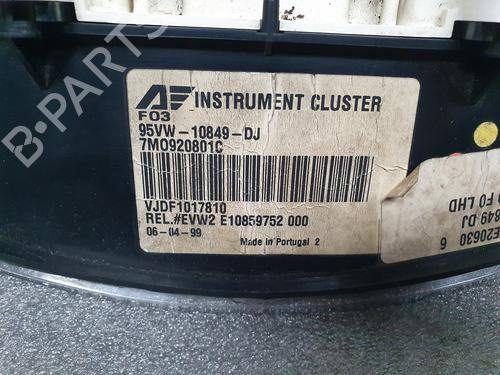 AF INSTRUMENT CLUSTER
F03
95VW-10849-DJ
7M0920801C
VJDF1017810
REL.#EVW2 E10859752 000
06-04-99
Made in Portugal 2
F0 LHD
849 DJ
E20630
6
B-PARTS